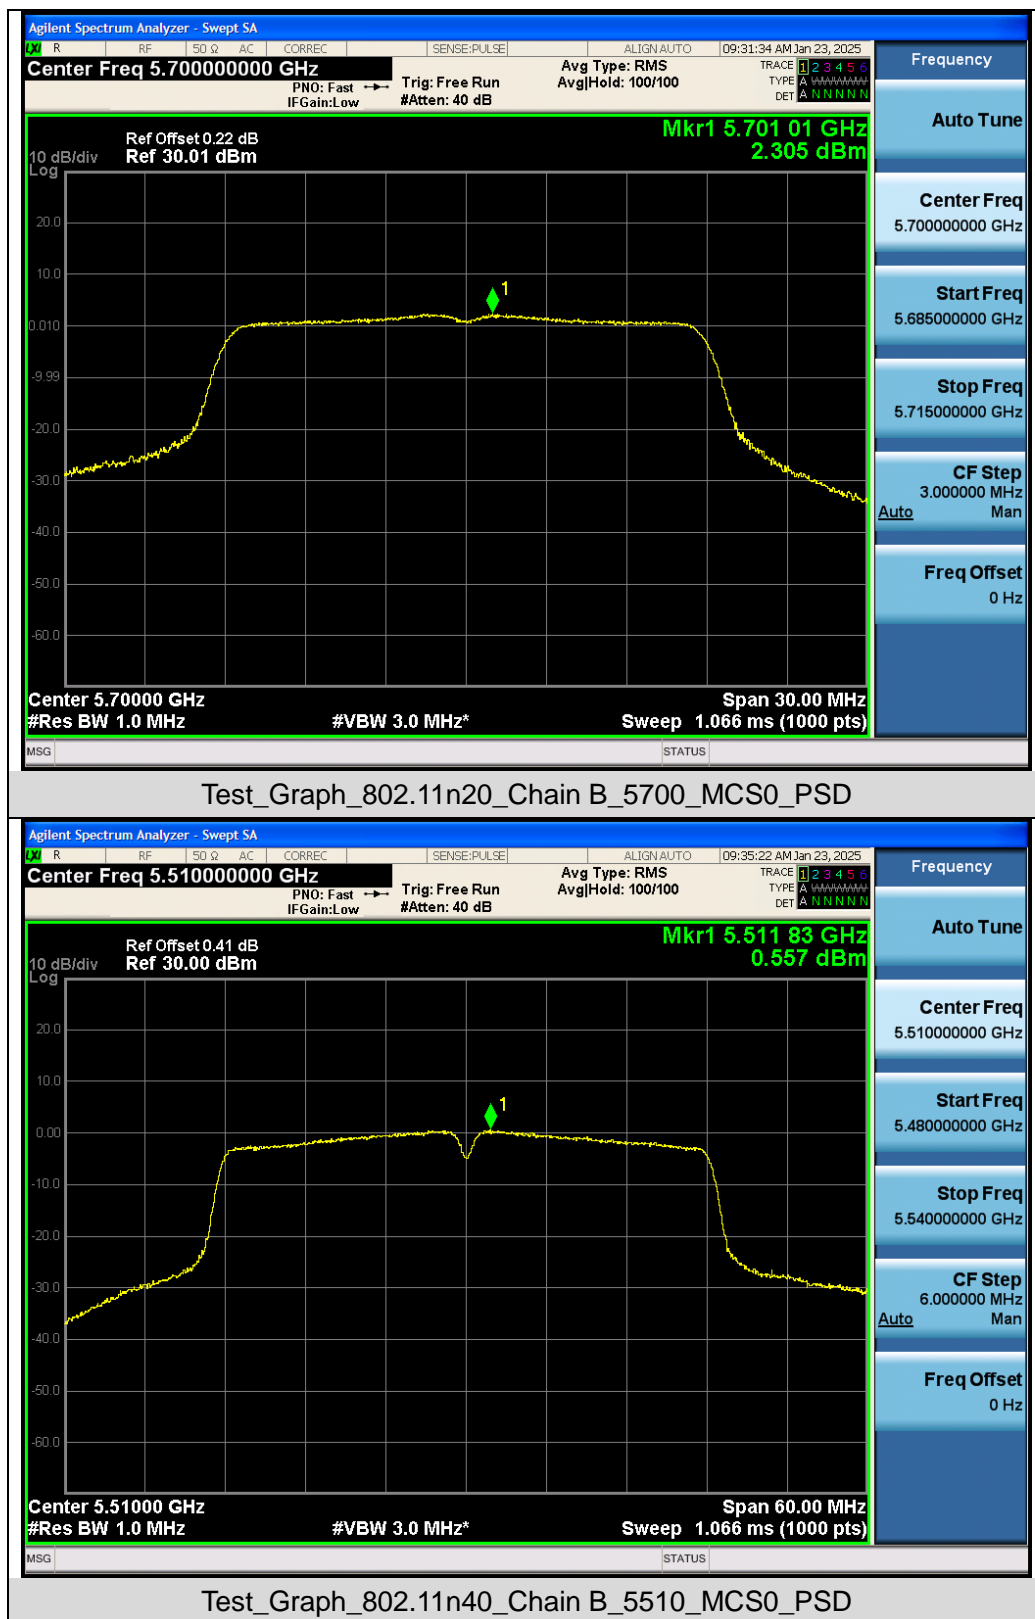 Agilent Spectrum Analyzer - Swept SA
LXI R RF 50 Ω AC CORREC SENSE:PULSE ALIGN AUTO 09:31:34 AM Jan 23, 2025
Center Freq 5.700000000 GHz
PNO: Fast
IFGain:Low
Trig: Free Run
#Atten: 40 dB
Avg Type: RMS
Avg|Hold: 100/100
TRACE 1 2 3 4 5 6
TYPE A WWWWW
DET A N N N N N
Ref Offset 0.22 dB
Ref 30.01 dBm
10 dB/div
Log
Mkr1 5.701 01 GHz
2.305 dBm
1
20.0
10.0
0.010
-9.99
-20.0
-30.0
-40.0
-50.0
-60.0
Center 5.70000 GHz
#Res BW 1.0 MHz
#VBW 3.0 MHz*
Span 30.00 MHz
Sweep 1.066 ms (1000 pts)
MSG
STATUS
Frequency
Auto Tune
Center Freq
5.700000000 GHz
Start Freq
5.685000000 GHz
Stop Freq
5.715000000 GHz
CF Step
3.000000 MHz
Auto Man
Freq Offset
0 Hz
Test_Graph_802.11n20_Chain B_5700_MCS0_PSD
Agilent Spectrum Analyzer - Swept SA
LXI R RF 50 Ω AC CORREC SENSE:PULSE ALIGN AUTO 09:35:22 AM Jan 23, 2025
Center Freq 5.510000000 GHz
PNO: Fast
IFGain:Low
Trig: Free Run
#Atten: 40 dB
Avg Type: RMS
Avg|Hold: 100/100
TRACE 1 2 3 4 5 6
TYPE A WWWWW
DET A N N N N N
Ref Offset 0.41 dB
Ref 30.00 dBm
10 dB/div
Log
Mkr1 5.511 83 GHz
0.557 dBm
1
20.0
10.0
0.00
-10.0
-20.0
-30.0
-40.0
-50.0
-60.0
Center 5.51000 GHz
#Res BW 1.0 MHz
#VBW 3.0 MHz*
Span 60.00 MHz
Sweep 1.066 ms (1000 pts)
MSG
STATUS
Frequency
Auto Tune
Center Freq
5.510000000 GHz
Start Freq
5.480000000 GHz
Stop Freq
5.540000000 GHz
CF Step
6.000000 MHz
Auto Man
Freq Offset
0 Hz
Test_Graph_802.11n40_Chain B_5510_MCS0_PSD